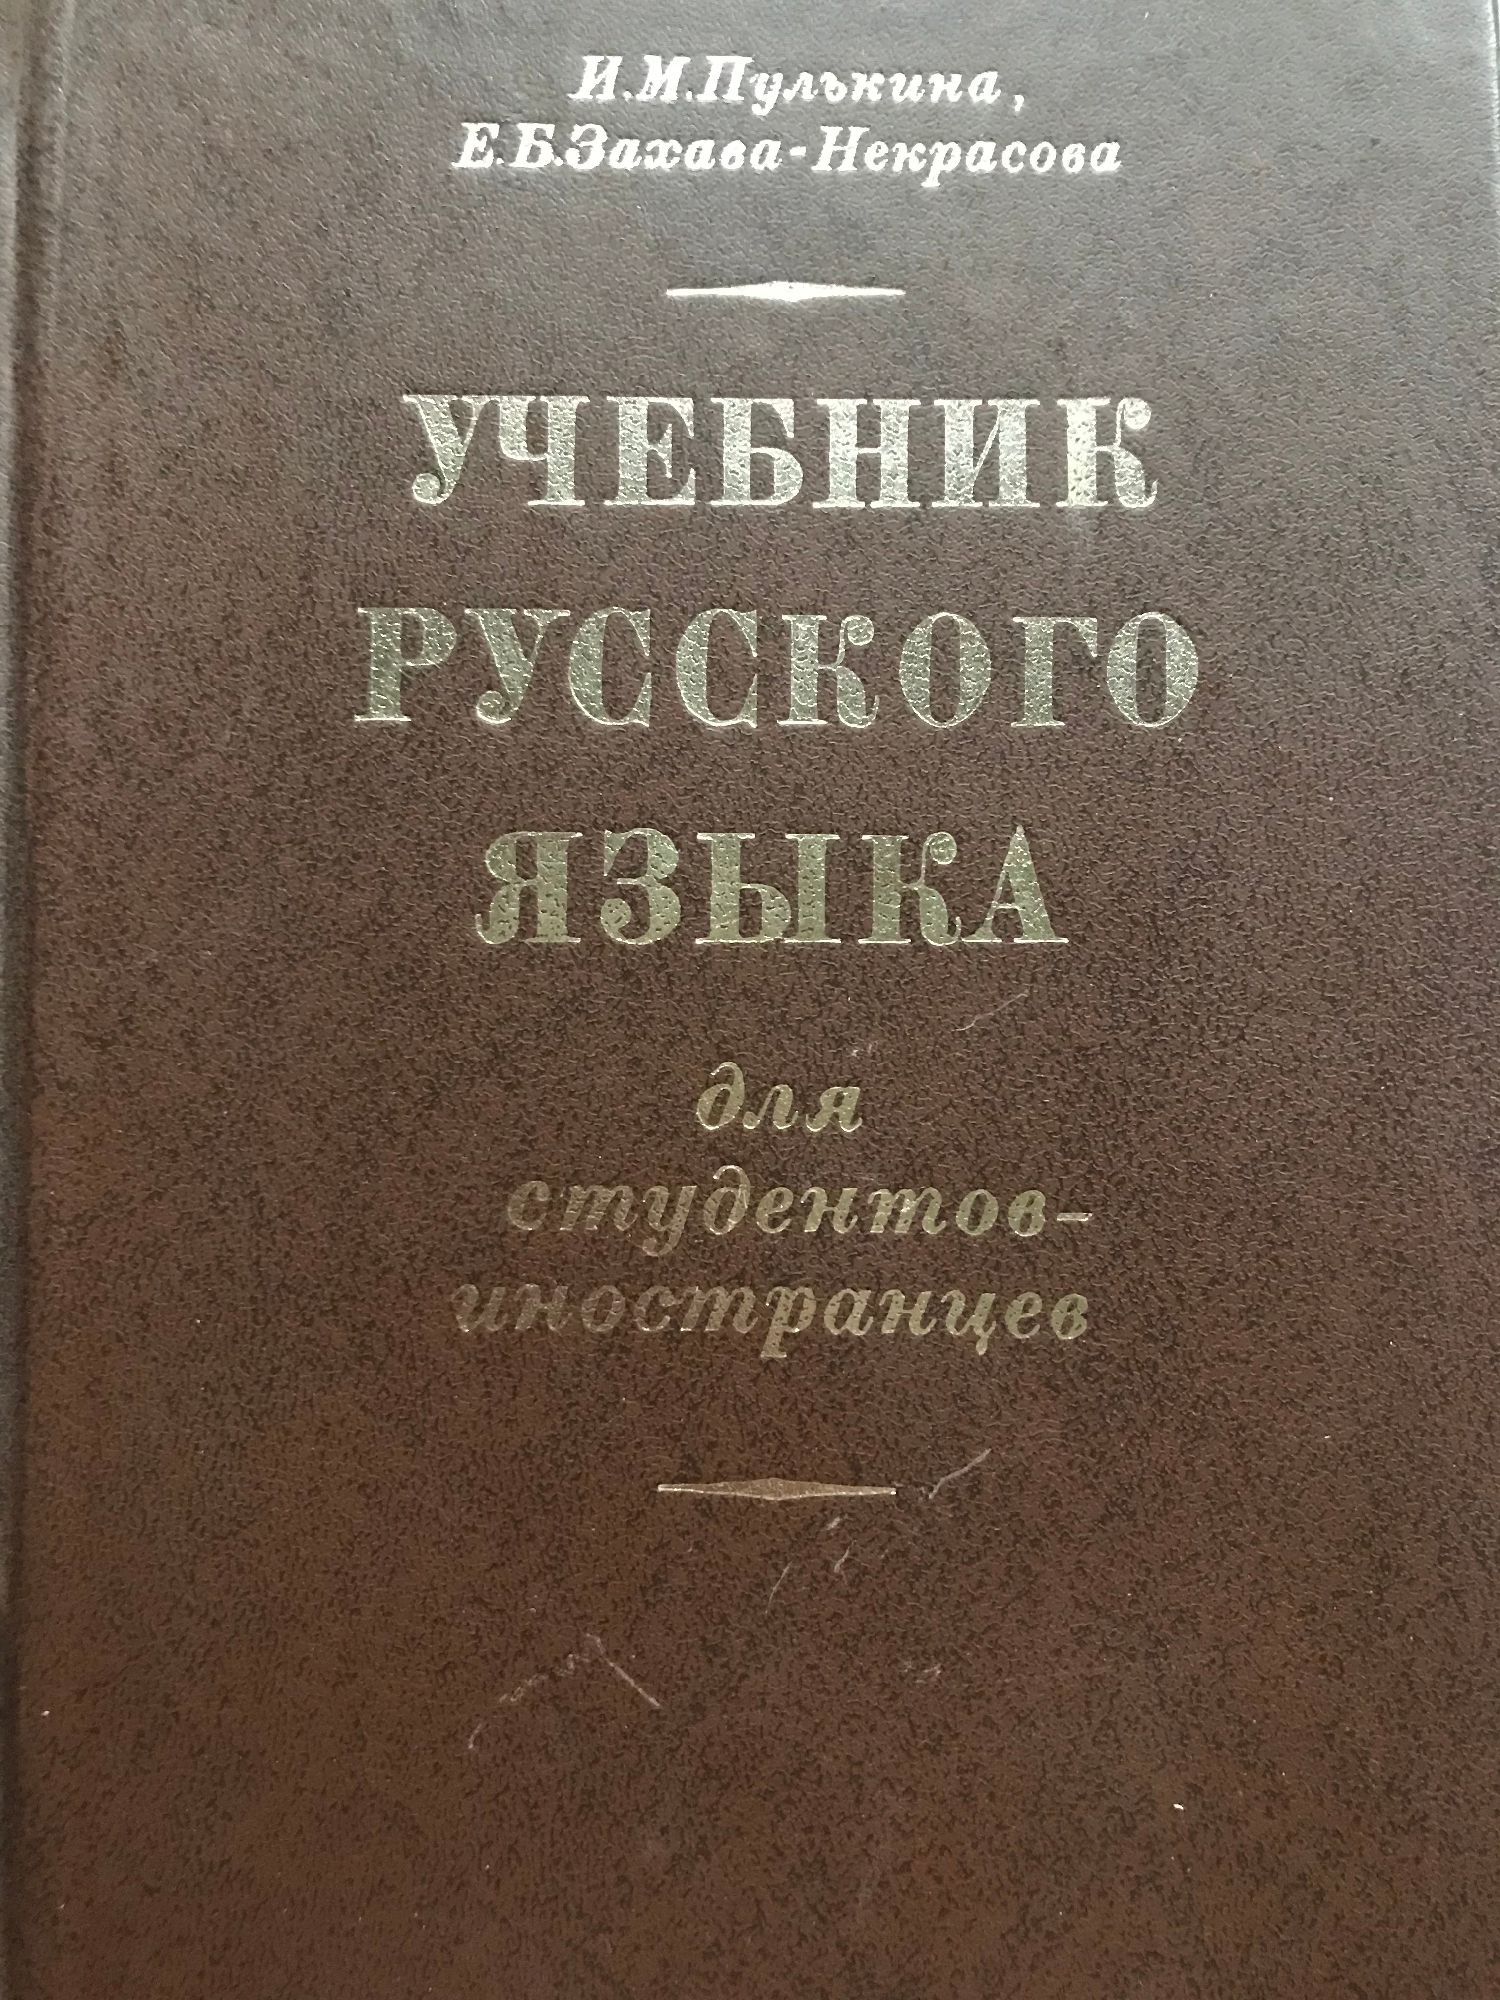 И.М.Пулькина,
Е.Б.Захава-Некрасова
УЧЕБНИК
РУССКОГО
ЯЗЫКА
для
студентов-
иностранцев